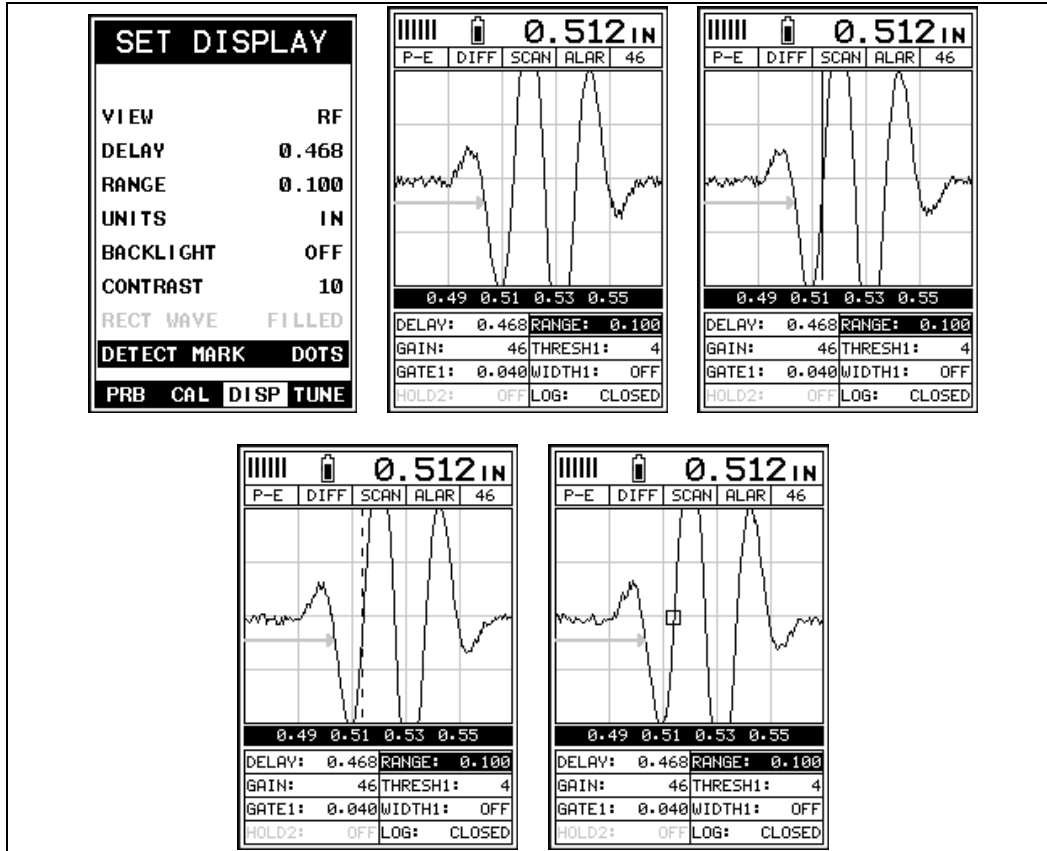 SET DISPLAY
VIEW RF
DELAY 0.468
RANGE 0.100
UNITS IN
BACKLIGHT OFF
CONTRAST 10
RECT WAVE FILLED
DETECT MARK DOTS
PRB CAL DISP TUNE
0.512 IN
P-E DIFF SCAN ALAR 46
0.49 0.51 0.53 0.55
DELAY: 0.468 RANGE: 0.100
GAIN: 46 THRESH1: 4
GATE1: 0.040 WIDTH1: OFF
HOLD2: OFF LOG: CLOSED
0.512 IN
P-E DIFF SCAN ALAR 46
0.49 0.51 0.53 0.55
DELAY: 0.468 RANGE: 0.100
GAIN: 46 THRESH1: 4
GATE1: 0.040 WIDTH1: OFF
HOLD2: OFF LOG: CLOSED
0.512 IN
P-E DIFF SCAN ALAR 46
0.49 0.51 0.53 0.55
DELAY: 0.468 RANGE: 0.100
GAIN: 46 THRESH1: 4
GATE1: 0.040 WIDTH1: OFF
HOLD2: OFF LOG: CLOSED
0.512 IN
P-E DIFF SCAN ALAR 46
0.49 0.51 0.53 0.55
DELAY: 0.468 RANGE: 0.100
GAIN: 46 THRESH1: 4
GATE1: 0.040 WIDTH1: OFF
HOLD2: OFF LOG: CLOSED